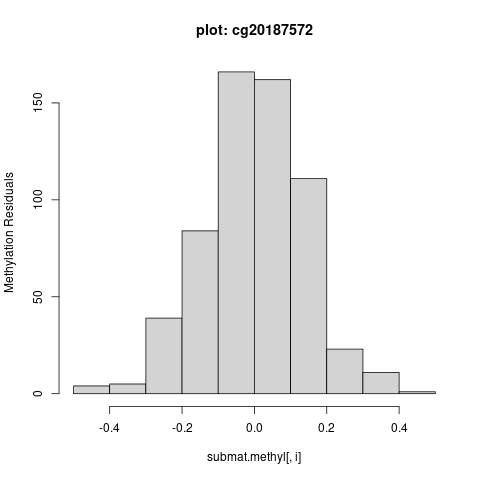 plot: cg20187572
Methylation Residuals
150
100
50
0
-0.4 -0.2 0.0 0.2 0.4
submat.methyl[, i]